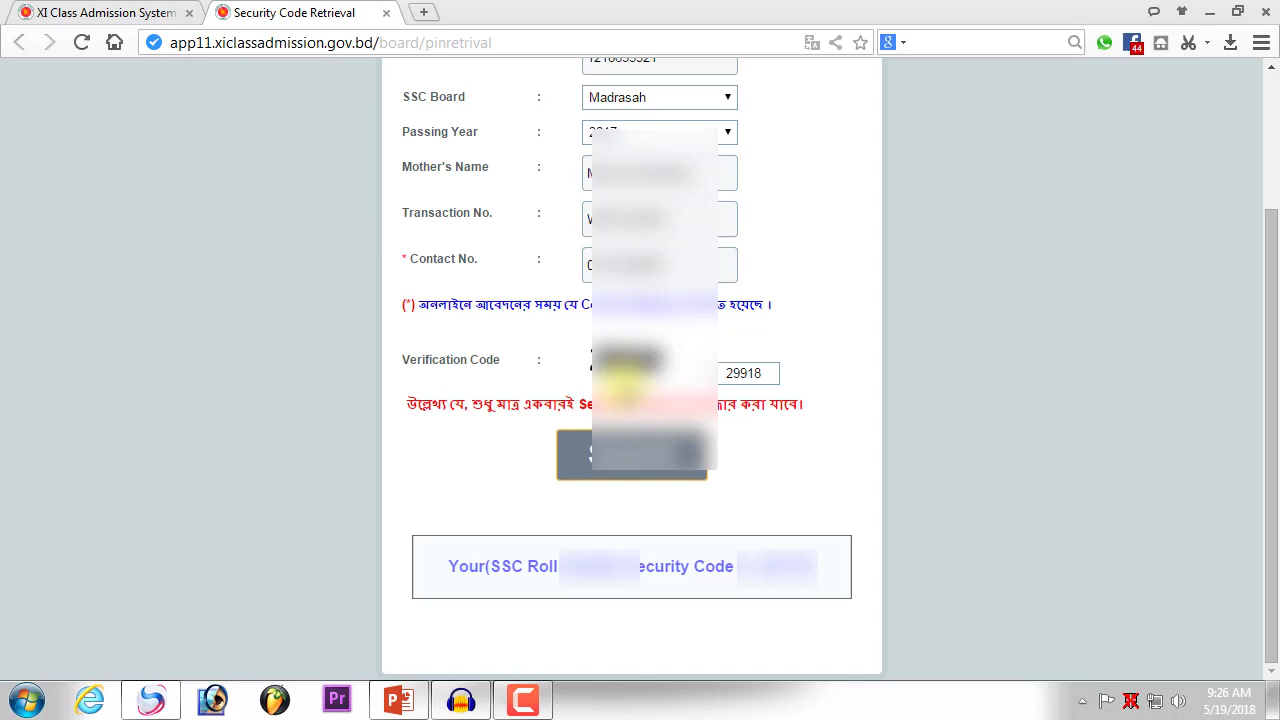 XI Class Admission System
Security Code Retrieval
app11.xiclassadmission.gov.bd/board/pinretrival
44
SSC Board : Madrasah
Passing Year :
Mother's Name :
Transaction No. :
* Contact No. :
(*) অনলাইনে আবেদনের সময় যে হয়েছে ।
Verification Code : 29918
উল্লেখ্য যে, শুধু মাত্র একবারই করা যাবে।
Your(SSC Roll Code
Pr
9:26 AM
5/19/2018